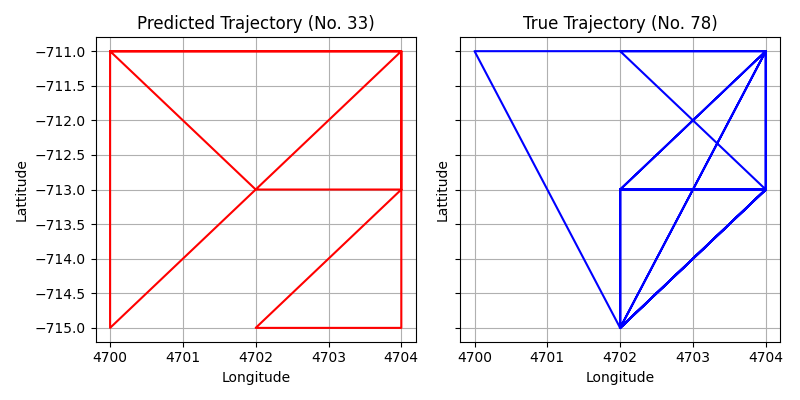 Predicted Trajectory (No. 33)
True Trajectory (No. 78)
−711.0
−711.5
−712.0
−712.5
−713.0
−713.5
−714.0
−714.5
−715.0
Lattitude
Lattitude
4700 4701 4702 4703 4704
4700 4701 4702 4703 4704
Longitude
Longitude